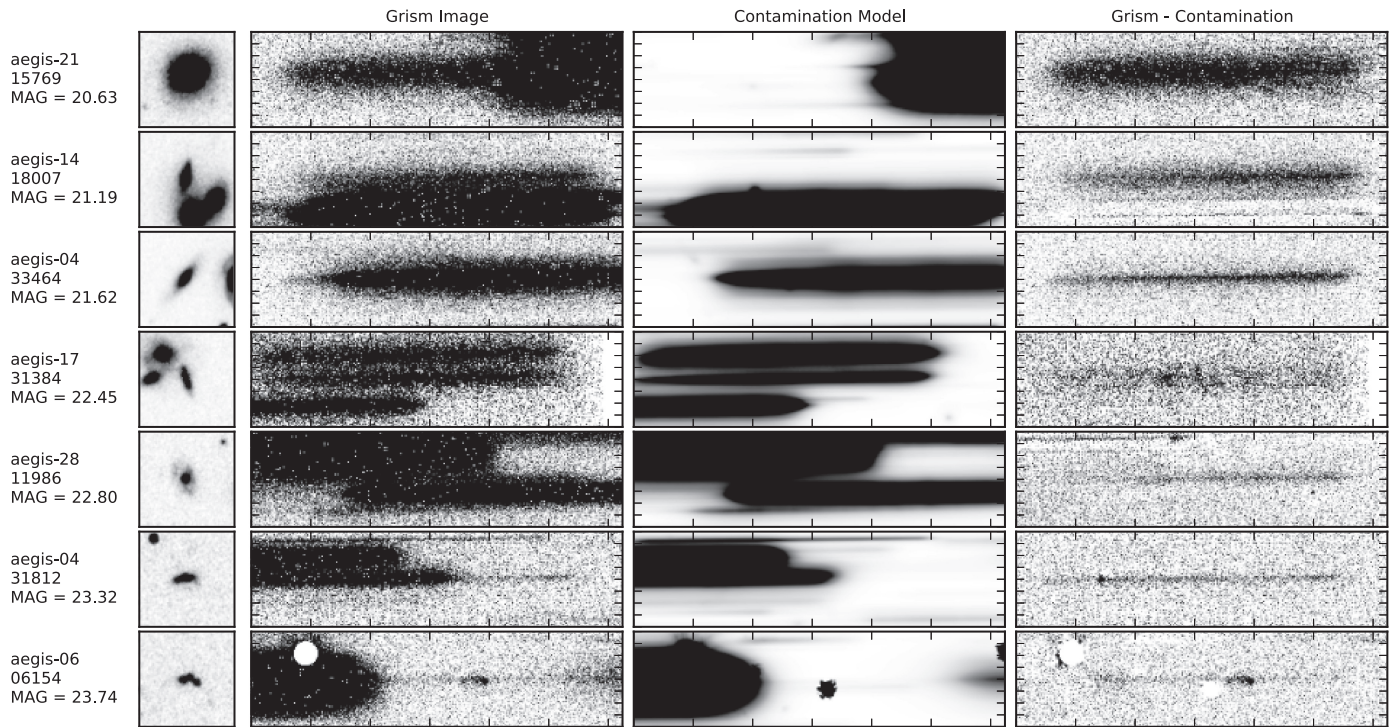 Grism Image
Contamination Model
Grism - Contamination
aegis-21
15769
MAG = 20.63
aegis-14
18007
MAG = 21.19
aegis-04
33464
MAG = 21.62
aegis-17
31384
MAG = 22.45
aegis-28
11986
MAG = 22.80
aegis-04
31812
MAG = 23.32
aegis-06
06154
MAG = 23.74